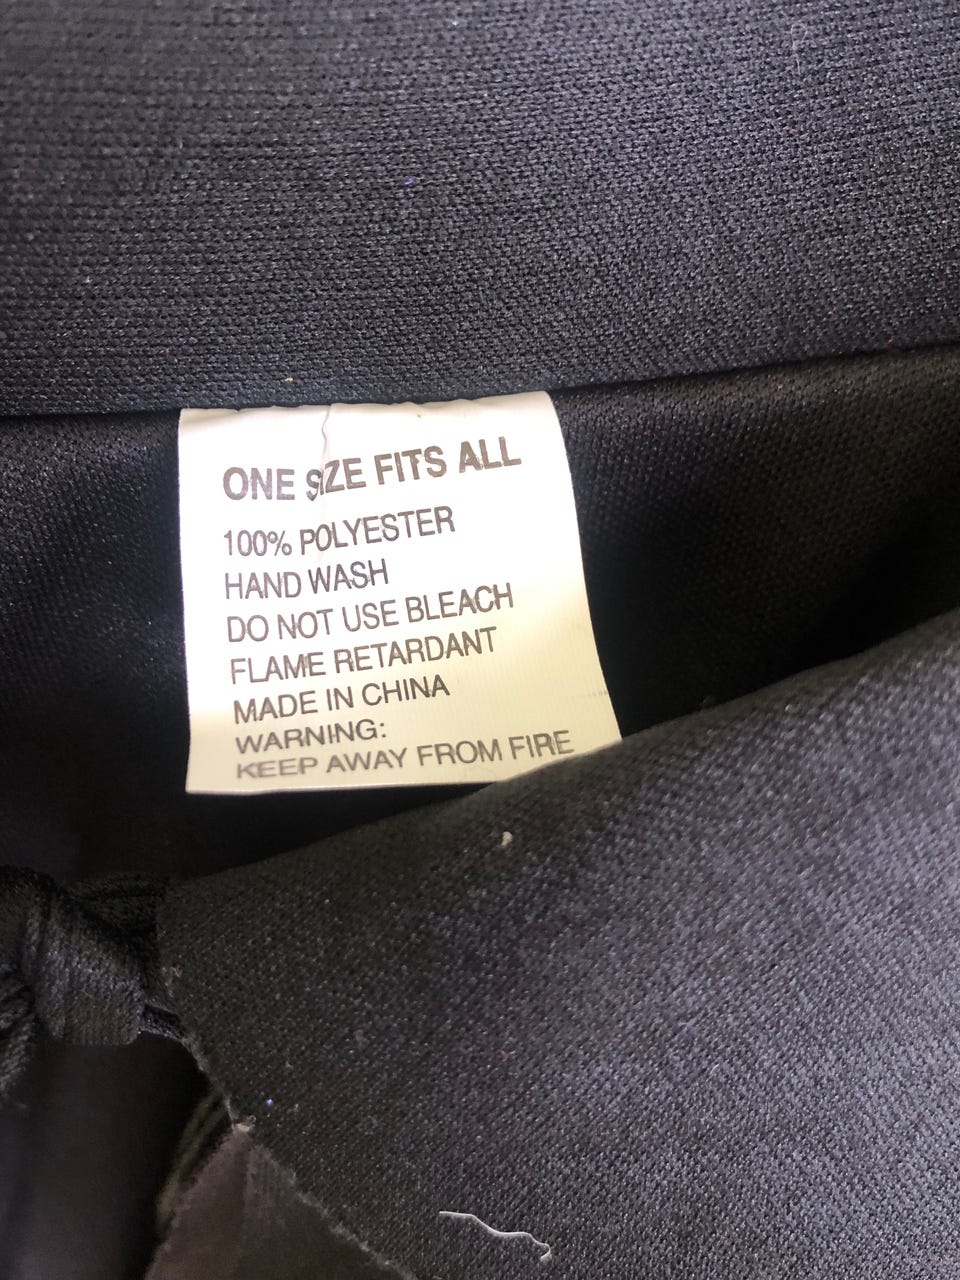 ONE SIZE FITS ALL
100% POLYESTER
HAND WASH
DO NOT USE BLEACH
FLAME RETARDANT
MADE IN CHINA
WARNING:
KEEP AWAY FROM FIRE